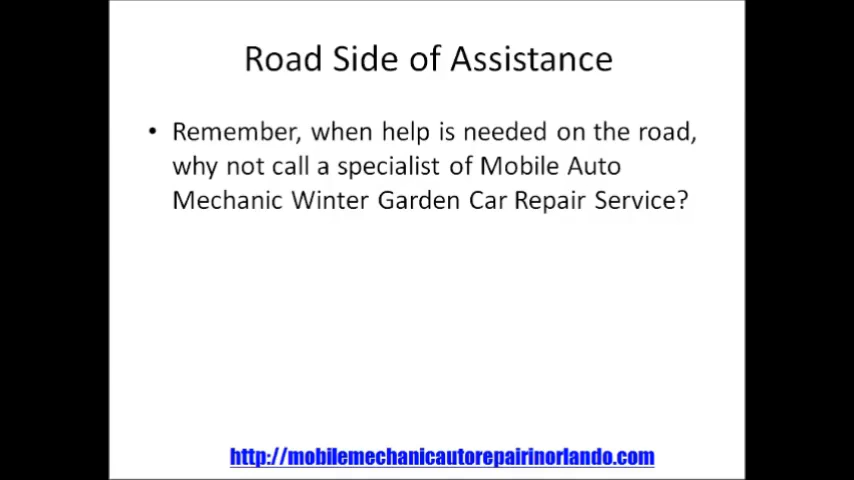 Road Side of Assistance
• Remember, when help is needed on the road,
why not call a specialist of Mobile Auto
Mechanic Winter Garden Car Repair Service?
http://mobilemechanicautorepairinorlando.com